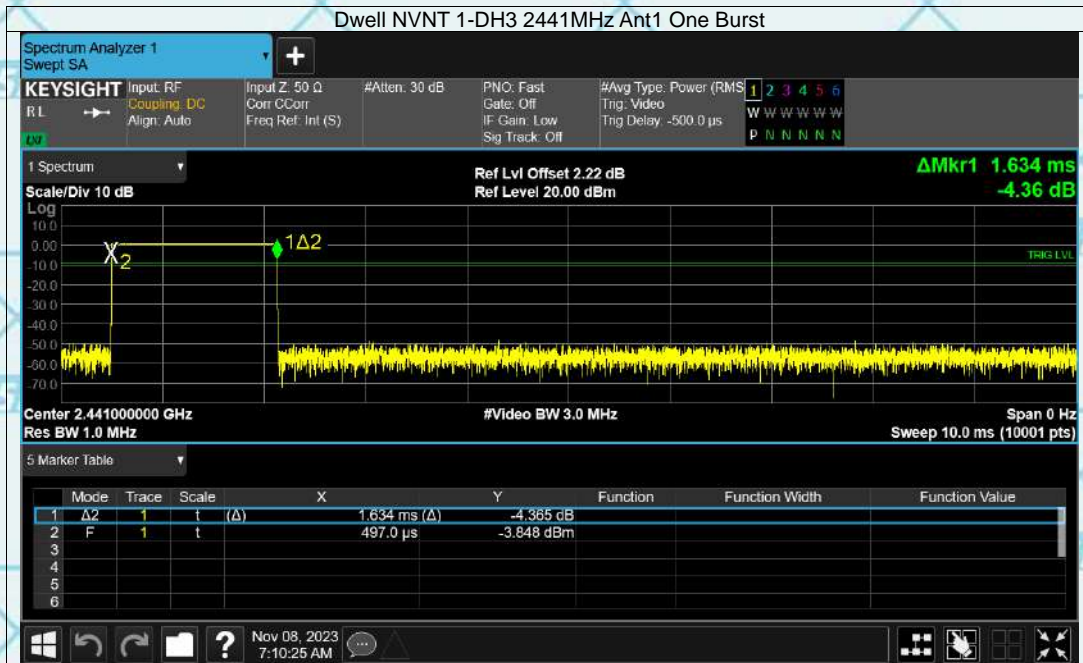 Dwell NVNT 1-DH3 2441MHz Ant1 One Burst
Spectrum Analyzer 1
Swept SA
+
KEYSIGHT Input: RF Input Z: 50 Ω #Atten: 30 dB PNO: Fast #Avg Type: Power (RMS 1 2 3 4 5 6
RL Coupling: DC Corr CCorr Gate: Off Trig: Video W W W W W W
Align: Auto Freq Ref: Int (S) IF Gain: Low Trig Delay: -500.0 µs P N N N N N
LXI Sig Track: Off
1 Spectrum Ref Lvl Offset 2.22 dB ΔMkr1 1.634 ms
Scale/Div 10 dB Ref Level 20.00 dBm -4.36 dB
Log
10.0
0.00 X 2 1Δ2
TRIG LVL
-10.0
-20.0
-30.0
-40.0
-50.0
-60.0
-70.0
Center 2.441000000 GHz #Video BW 3.0 MHz Span 0 Hz
Res BW 1.0 MHz Sweep 10.0 ms (10001 pts)
5 Marker Table
Mode Trace Scale X Y Function Function Width Function Value
1 Δ2 1 t (Δ) 1.634 ms (Δ) -4.365 dB
2 F 1 t 497.0 µs -3.848 dBm
3
4
5
6
? Nov 08, 2023
7:10:25 AM